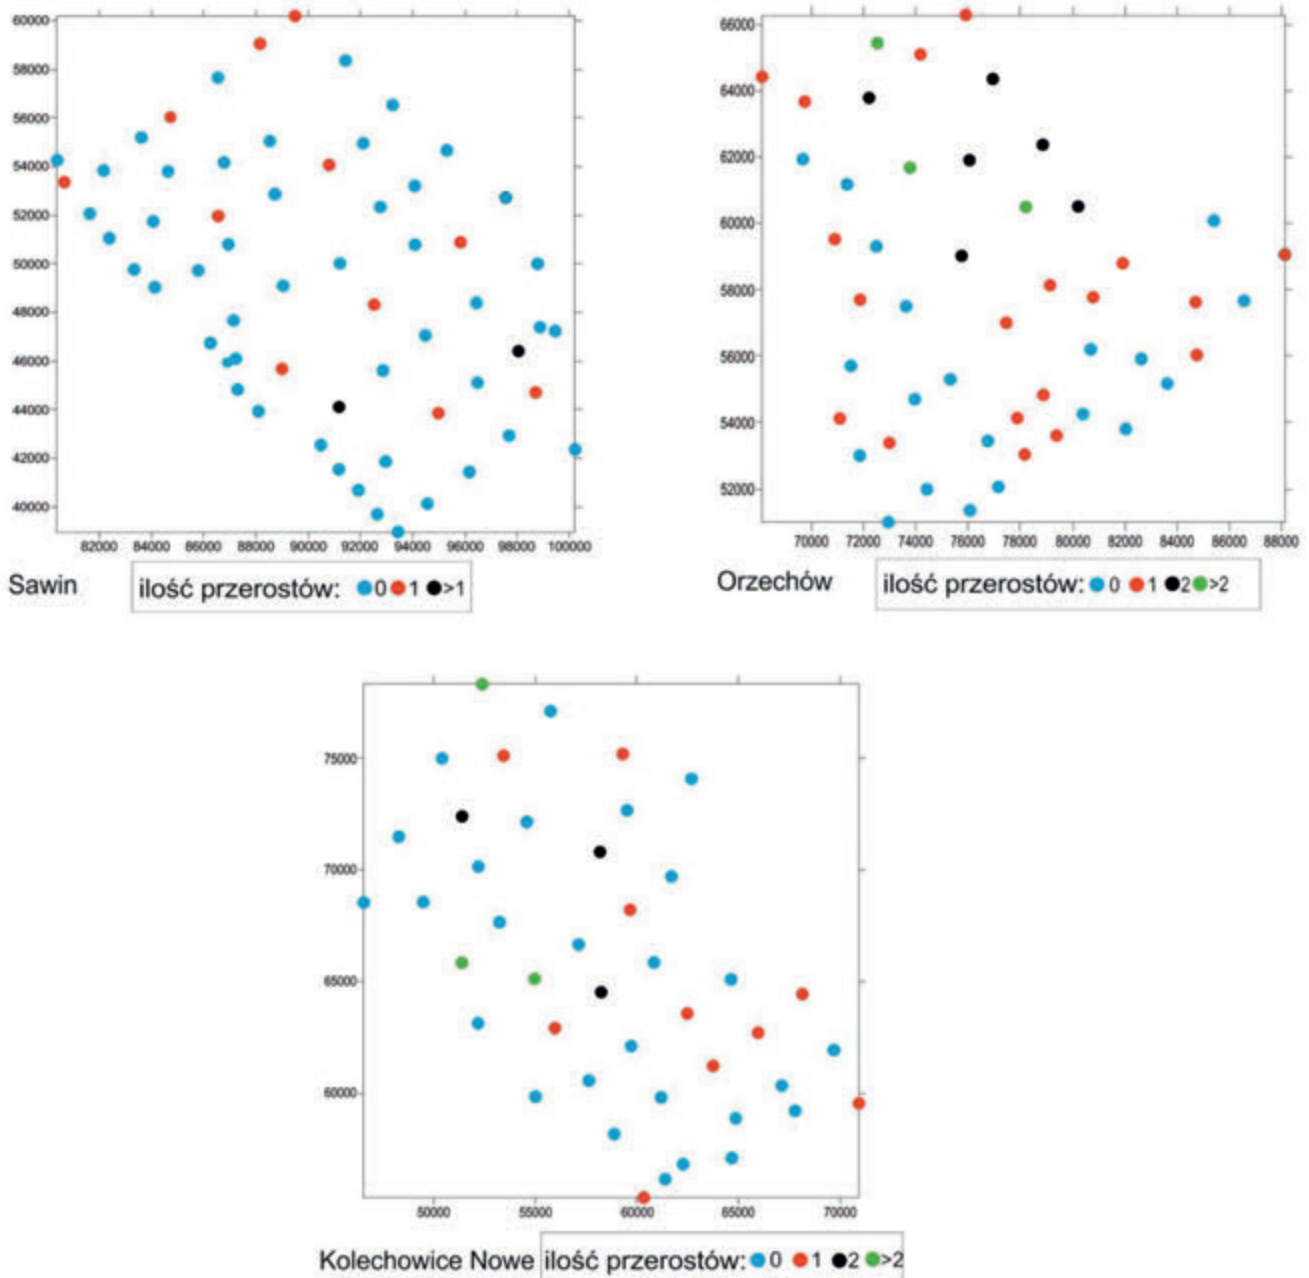 60000
58000
56000
54000
52000
50000
48000
46000
44000
42000
40000
82000 84000 86000 88000 90000 92000 94000 96000 98000 100000
Sawin
ilość przerostów: 0 1 >1
66000
64000
62000
60000
58000
56000
54000
52000
70000 72000 74000 76000 78000 80000 82000 84000 86000 88000
Orzechów
ilość przerostów: 0 1 2 >2
75000
70000
65000
60000
50000 55000 60000 65000 70000
Kolechowice Nowe
ilość przerostów: 0 1 2 >2